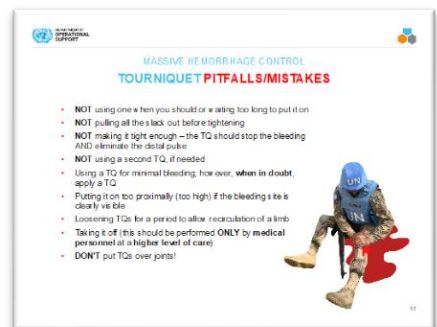 DEPARTMENT OF
OPERATIONAL
SUPPORT
MASSIVE HEMORRHAGE CONTROL
TOURNIQUET PITFALLS/MISTAKES
• NOT using one when you should or waiting too long to put it on
• NOT pulling all the slack out before tightening
• NOT making it tight enough – the TQ should stop the bleeding
AND eliminate the distal pulse
• NOT using a second TQ, if needed
• Using a TQ for minimal bleeding; however, when in doubt,
apply a TQ
• Putting it on too proximally (too high) if the bleeding site is
clearly visible
• Loosening TQs for a period to allow recirculation of a limb
• Taking it off (this should be performed ONLY by medical
personnel at a higher level of care)
• DON'T put TQs over joints!
UN
UN